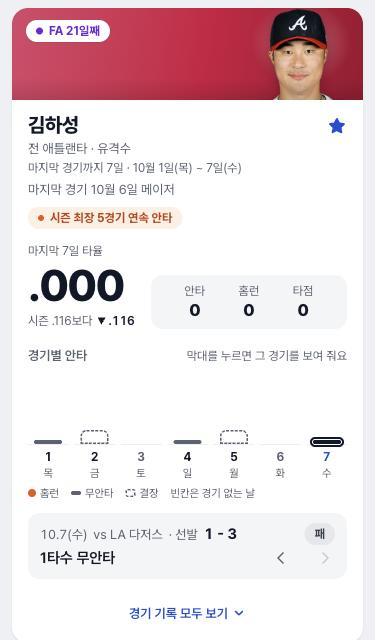 FA 21일째
김하성
전 애틀랜타 · 유격수
마지막 경기까지 7일 · 10월 1일(목) – 7일(수)
마지막 경기 10월 6일 메이저
시즌 최장 5경기 연속 안타
마지막 7일 타율
.000
안타 홈런 타점
0 0 0
시즌 .116보다 ▼.116
경기별 안타 막대를 누르면 그 경기를 보여 줘요
1 2 3 4 5 6 7
목 금 토 일 월 화 수
홈런 무안타 결장 빈칸은 경기 없는 날
10.7(수) vs LA 다저스 · 선발 1 - 3 패
1타수 무안타
경기 기록 모두 보기